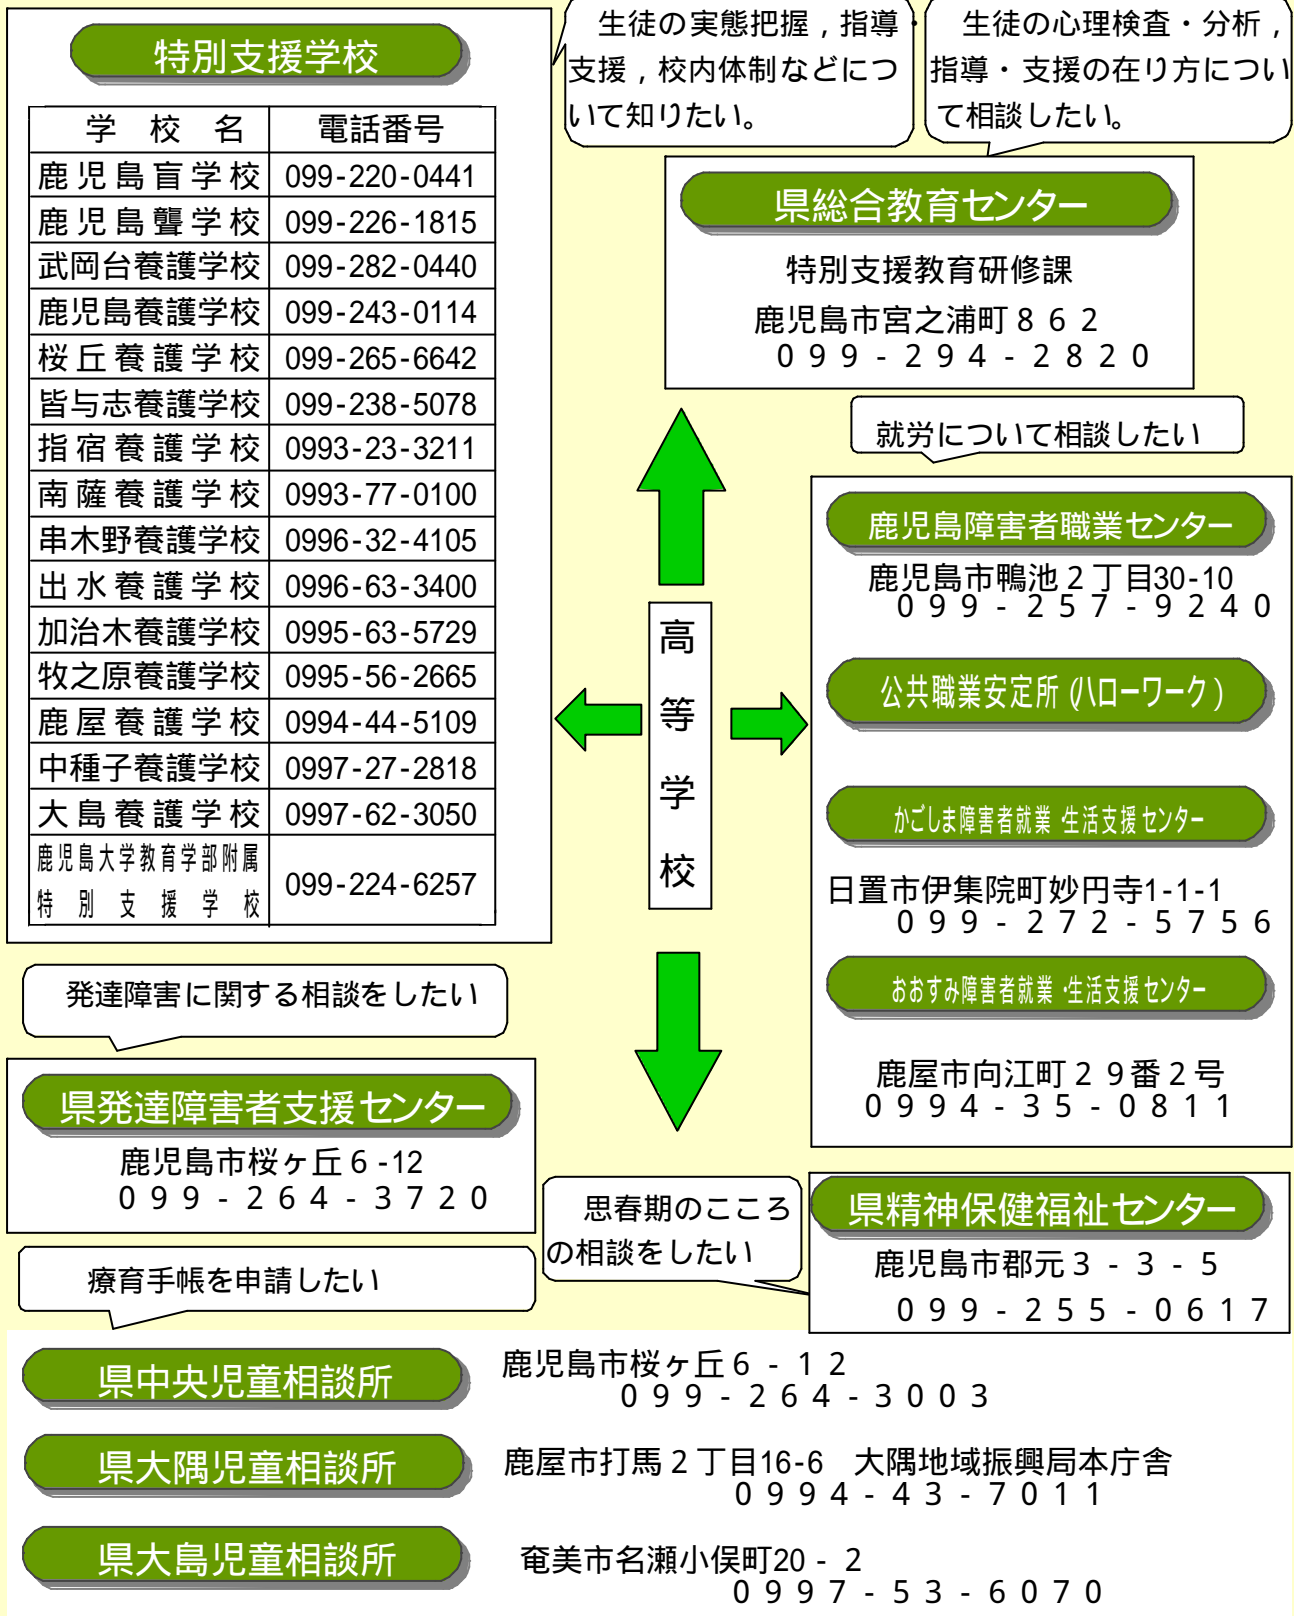 生徒の実態把握，指導・
支援，校内体制などにつ
いて知りたい。
生徒の心理検査・分析，
指導・支援の在り方につい
て相談したい。
特別支援学校
学校名 電話番号
鹿児島盲学校 099-220-0441
鹿児島聾学校 099-226-1815
武岡台養護学校 099-282-0440
鹿児島養護学校 099-243-0114
桜丘養護学校 099-265-6642
皆与志養護学校 099-238-5078
指宿養護学校 0993-23-3211
南薩養護学校 0993-77-0100
串木野養護学校 0996-32-4105
出水養護学校 0996-63-3400
加治木養護学校 0995-63-5729
牧之原養護学校 0995-56-2665
鹿屋養護学校 0994-44-5109
中種子養護学校 0997-27-2818
大島養護学校 0997-62-3050
鹿児島大学教育学部附属
特別支援学校 099-224-6257
県総合教育センター
特別支援教育研修課
鹿児島市宮之浦町８６２
０９９-２９４-２８２０
就労について相談したい
鹿児島障害者職業センター
鹿児島市鴨池２丁目30-10
０９９-２５７-９２４０
公共職業安定所(ハローワーク)
かごしま障害者就業・生活支援センター
日置市伊集院町妙円寺1-1-1
０９９-２７２-５７５６
おおすみ障害者就業・生活支援センター
鹿屋市向江町２９番２号
０９９４-３５-０８１１
高等学校
発達障害に関する相談をしたい
県発達障害者支援センター
鹿児島市桜ヶ丘６-12
０９９-２６４-３７２０
思春期のこころ
の相談をしたい
県精神保健福祉センター
鹿児島市郡元３-３-５
０９９-２５５-０６１７
療育手帳を申請したい
県中央児童相談所
鹿児島市桜ヶ丘６-１２
０９９-２６４-３００３
県大隅児童相談所
鹿屋市打馬２丁目16-6　大隅地域振興局本庁舎
０９９４-４３-７０１１
県大島児童相談所
奄美市名瀬小俣町20-２
０９９７-５３-６０７０